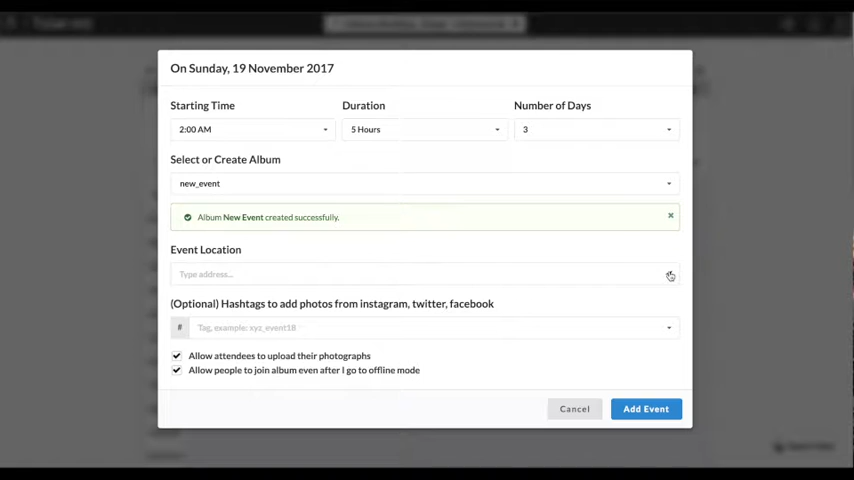 On Sunday, 19 November 2017
Starting Time Duration Number of Days
2:00 AM 5 Hours 3
Select or Create Album
new_event
Album New Event created successfully.
Event Location
Type address...
(Optional) Hashtags to add photos from instagram, twitter, facebook
# Tag, example: xyz_event18
Allow attendees to upload their photographs
Allow people to join album even after I go to offline mode
Cancel Add Event